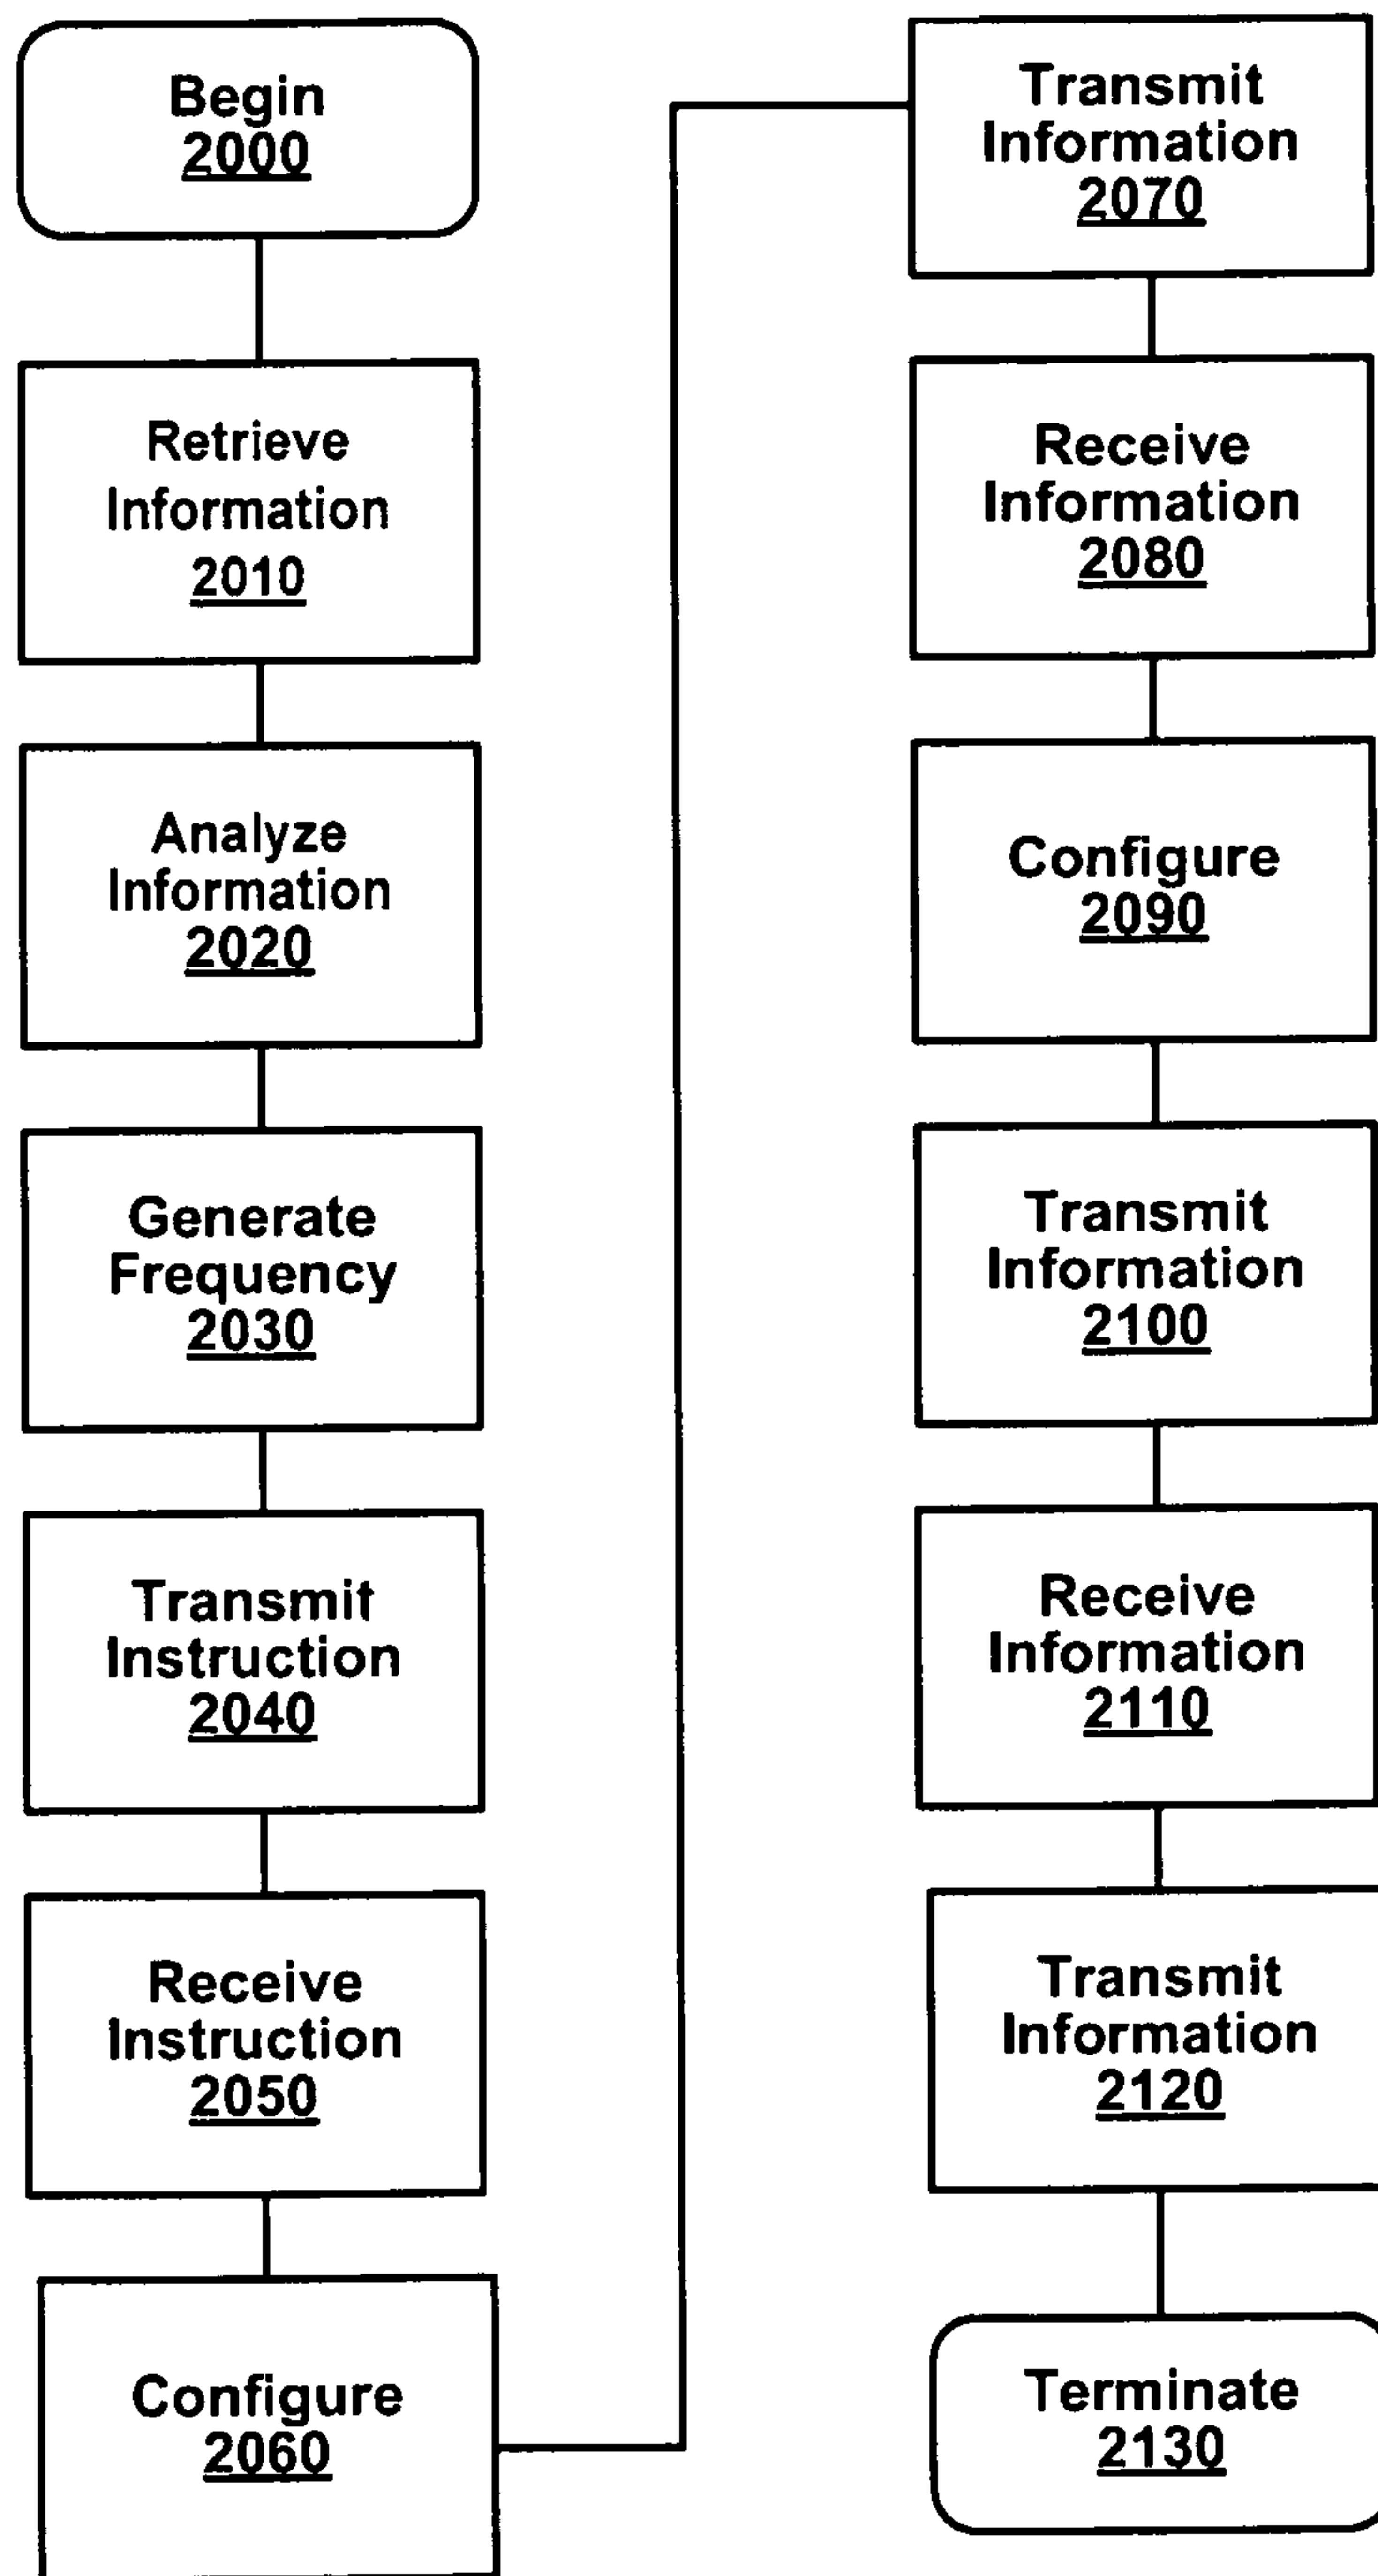 Begin
2000
Retrieve
Information
2010
Analyze
Information
2020
Generate
Frequency
2030
Transmit
Instruction
2040
Receive
Instruction
2050
Configure
2060
Transmit
Information
2070
Receive
Information
2080
Configure
2090
Transmit
Information
2100
Receive
Information
2110
Transmit
Information
2120
Terminate
2130